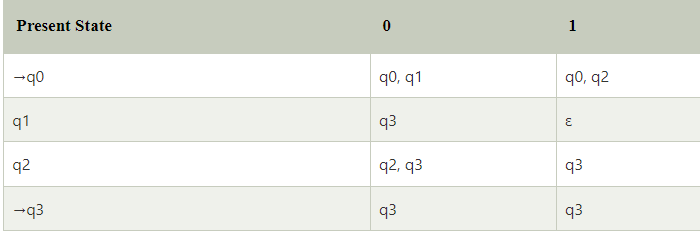 Present State 0 1
→q0 q0, q1 q0, q2
q1 q3 ε
q2 q2, q3 q3
→q3 q3 q3